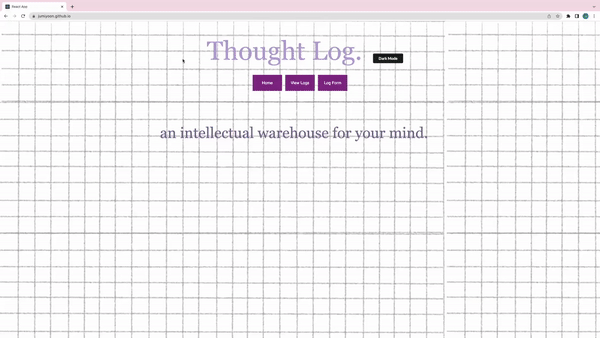 React App
yumiyoon.github.io
Thought Log.
Dark Mode
Home View Logs Log Form
an intellectual warehouse for your mind.